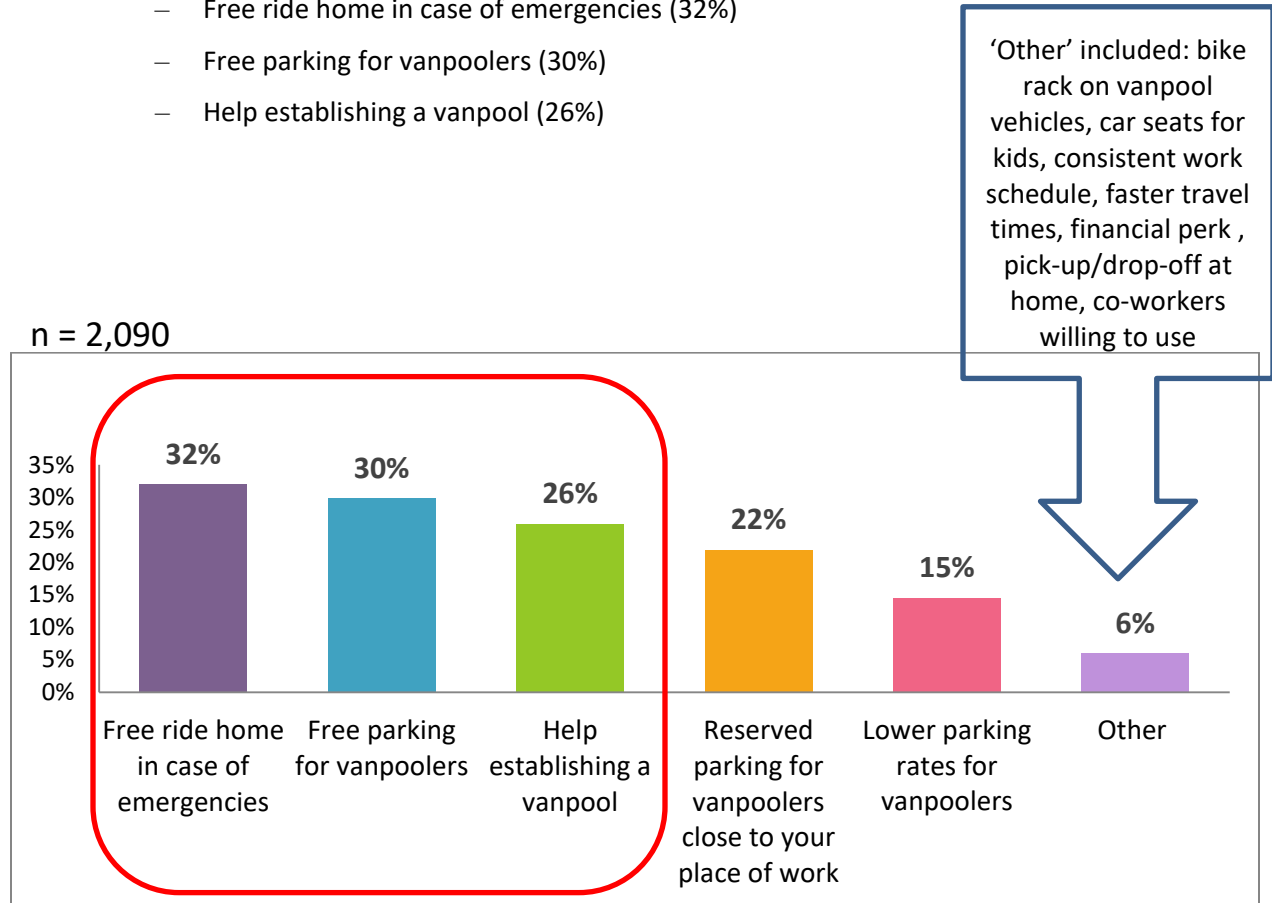 – Free ride home in case of emergencies (32%)
– Free parking for vanpoolers (30%)
– Help establishing a vanpool (26%)
‘Other’ included: bike
rack on vanpool
vehicles, car seats for
kids, consistent work
schedule, faster travel
times, financial perk ,
pick-up/drop-off at
home, co-workers
willing to use
n = 2,090
35%
30%
25%
20%
15%
10%
5%
0%
32%
30%
26%
22%
15%
6%
Free ride home
in case of
emergencies
Free parking
for vanpoolers
Help
establishing a
vanpool
Reserved
parking for
vanpoolers
close to your
place of work
Lower parking
rates for
vanpoolers
Other